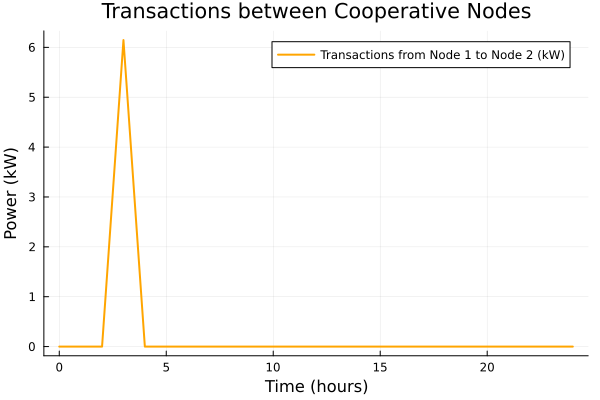 Transactions between Cooperative Nodes
Transactions from Node 1 to Node 2 (kW)
Power (kW)
6
5
4
3
2
1
0
0 5 10 15 20
Time (hours)